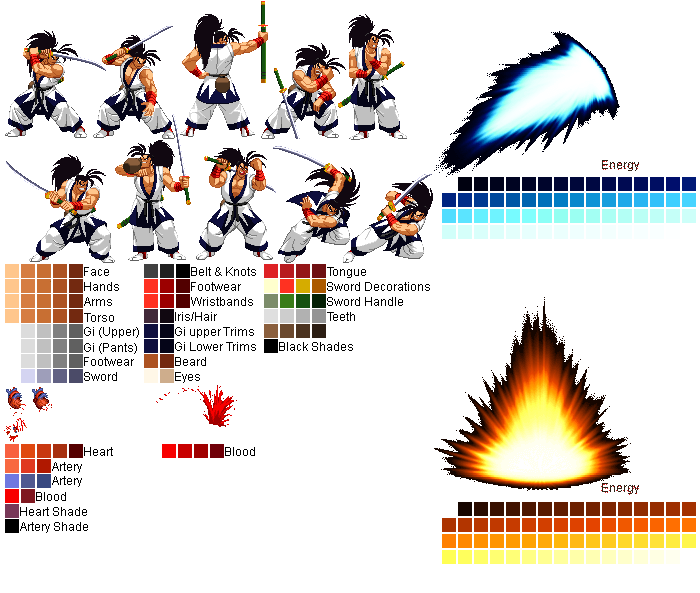 Energy
Face
Hands
Arms
Torso
Gi (Upper)
Gi (Pants)
Footwear
Sword
Belt & Knots
Footwear
Wristbands
Iris/Hair
Gi upper Trims
Gi Lower Trims
Beard
Eyes
Tongue
Sword Decorations
Sword Handle
Teeth
Black Shades
Heart
Artery
Artery
Blood
Heart Shade
Artery Shade
Blood
Energy